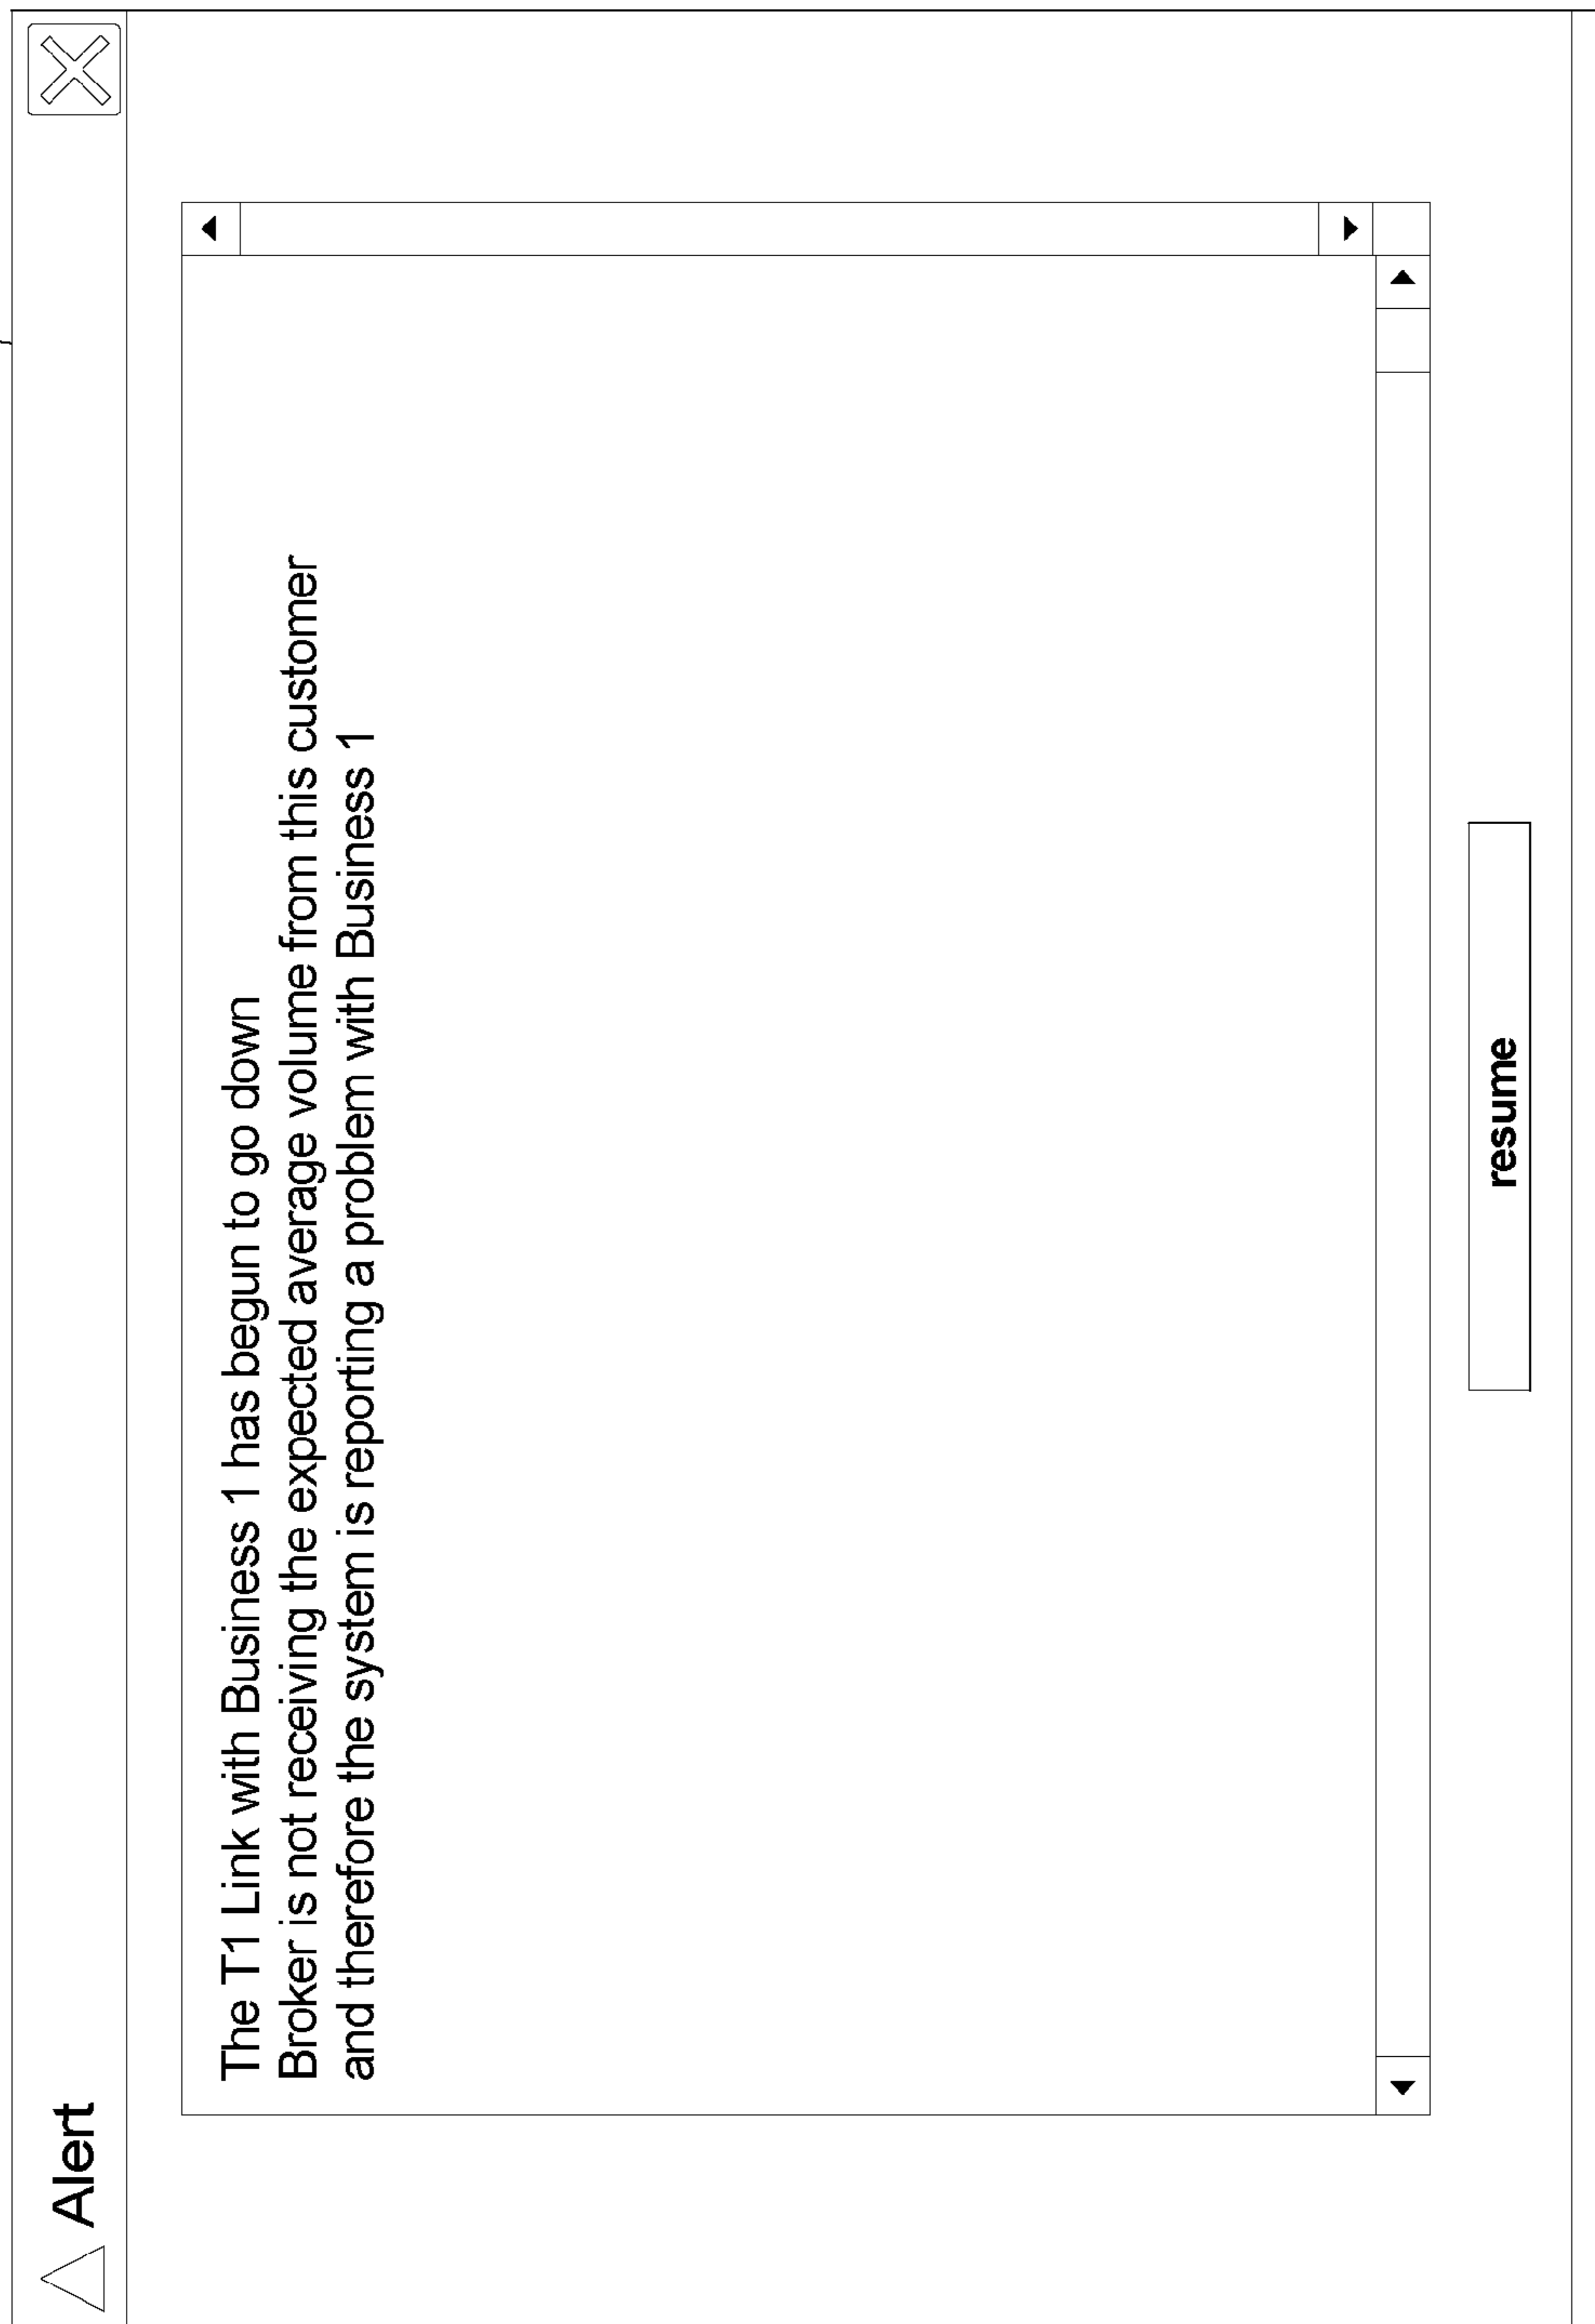 Alert
The T1 Link with Business 1 has begun to go down
Broker is not receiving the expected average volume from this customer
and therefore the system is reporting a problem with Business 1
resume